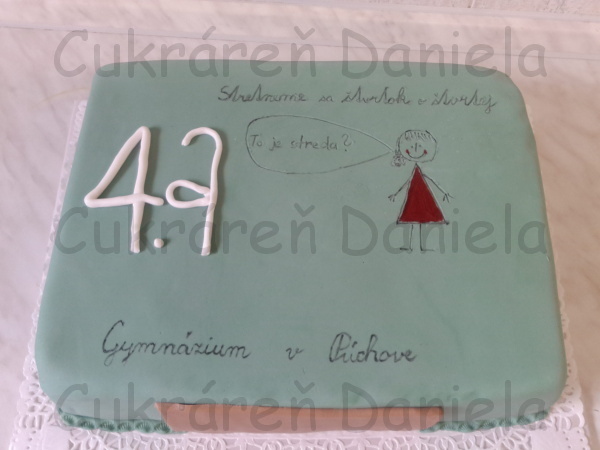 Cukráreň Daniela
Stretneme sa štvrtok o štvrtej
To je streda?
4.a
Cukráreň Daniela
Gymnázium v Púchove
Cukráreň Daniela